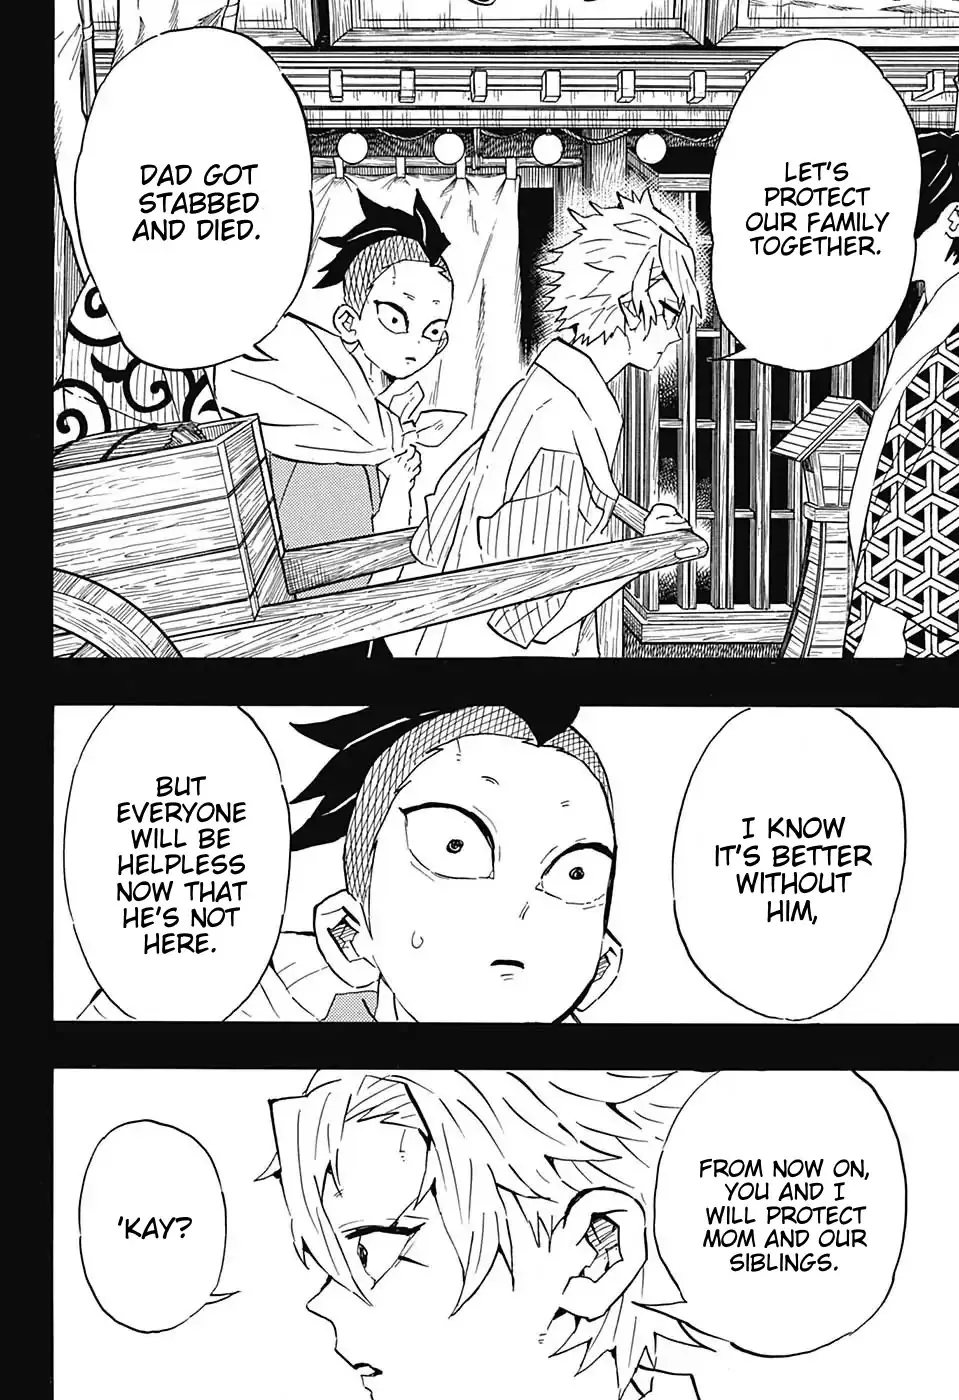 LET'S
PROTECT
OUR FAMILY
TOGETHER.
DAD GOT
STABBED
AND DIED.
I KNOW
IT'S BETTER
WITHOUT
HIM,
BUT
EVERYONE
WILL BE
HELPLESS
NOW THAT
HE'S NOT
HERE.
FROM NOW ON,
YOU AND I
WILL PROTECT
MOM AND OUR
SIBLINGS.
'KAY?